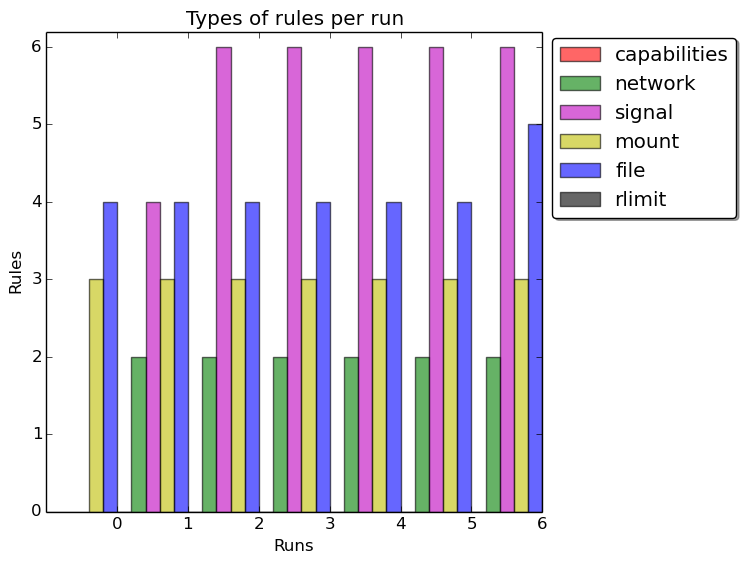 Types of rules per run
6
5
4
3
2
1
0
Rules
0 1 2 3 4 5 6
Runs
capabilities
network
signal
mount
file
rlimit